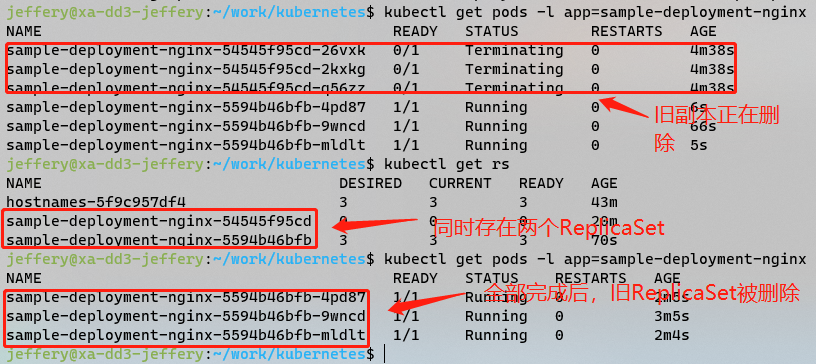 jeffery@xa-dd3-jeffery:~/work/kubernetes$ kubectl get pods -l app=sample-deployment-nginx
NAME READY STATUS RESTARTS AGE
sample-deployment-nginx-54545f95cd-26vxk 0/1 Terminating 0 4m38s
sample-deployment-nginx-54545f95cd-2kxkg 0/1 Terminating 0 4m38s
sample-deployment-nginx-54545f95cd-q56zz 0/1 Terminating 0 4m38s
sample-deployment-nginx-5594b46bfb-4pd87 1/1 Running 0 6s
sample-deployment-nginx-5594b46bfb-9wncd 1/1 Running 0 66s
sample-deployment-nginx-5594b46bfb-mldlt 1/1 Running 0 5s
旧副本正在删
除
jeffery@xa-dd3-jeffery:~/work/kubernetes$ kubectl get rs
NAME DESIRED CURRENT READY AGE
hostnames-5f9c957df4 3 3 3 43m
sample-deployment-nginx-54545f95cd 0 0 0 20m
sample-deployment-nginx-5594b46bfb 3 3 3 70s
同时存在两个ReplicaSet
jeffery@xa-dd3-jeffery:~/work/kubernetes$ kubectl get pods -l app=sample-deployment-nginx
NAME READY STATUS RESTARTS AGE
sample-deployment-nginx-5594b46bfb-4pd87 1/1 Running 0 2m5s
sample-deployment-nginx-5594b46bfb-9wncd 1/1 Running 0 3m5s
sample-deployment-nginx-5594b46bfb-mldlt 1/1 Running 0 2m4s
全部完成后，旧ReplicaSet被删除
jeffery@xa-dd3-jeffery:~/work/kubernetes$